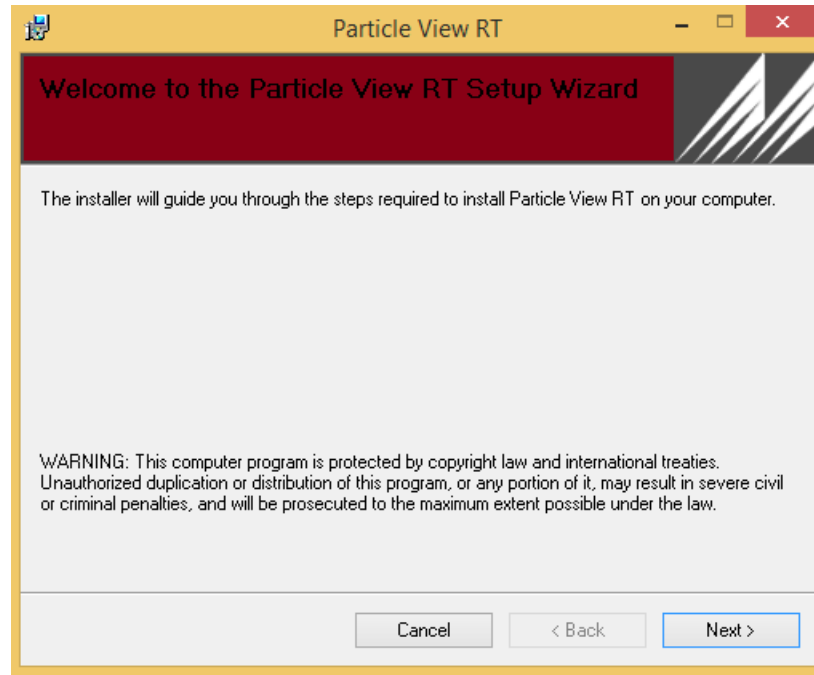 Particle View RT
Welcome to the Particle View RT Setup Wizard
The installer will guide you through the steps required to install Particle View RT on your computer.
WARNING: This computer program is protected by copyright law and international treaties.
Unauthorized duplication or distribution of this program, or any portion of it, may result in severe civil
or criminal penalties, and will be prosecuted to the maximum extent possible under the law.
Cancel
< Back
Next >